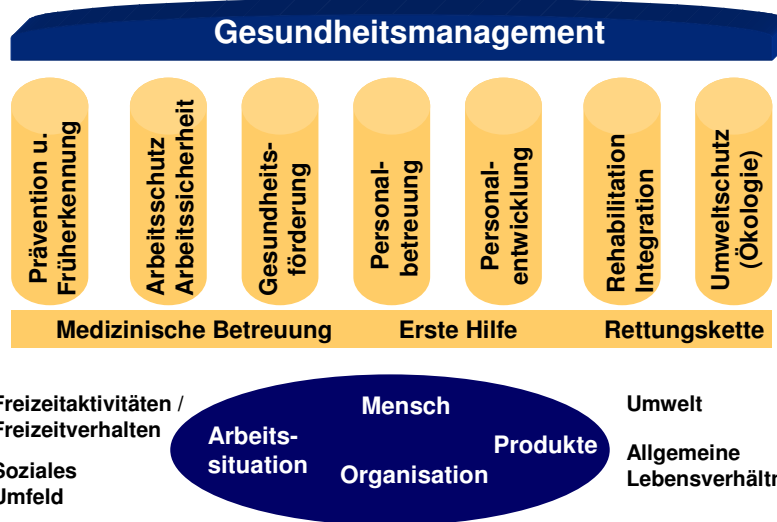 Gesundheitsmanagement
Prävention u.
Früherkennung
Arbeitsschutz
Arbeitssicherheit
Gesundheits-
förderung
Personal-
betreuung
Personal-
entwicklung
Rehabilitation
Integration
Umweltschutz
(Ökologie)
Medizinische Betreuung Erste Hilfe Rettungskette
Freizeitaktivitäten /
Freizeitverhalten
Soziales
Umfeld
Mensch
Arbeits-
situation
Produkte
Organisation
Umwelt
Allgemeine
Lebensverhältn